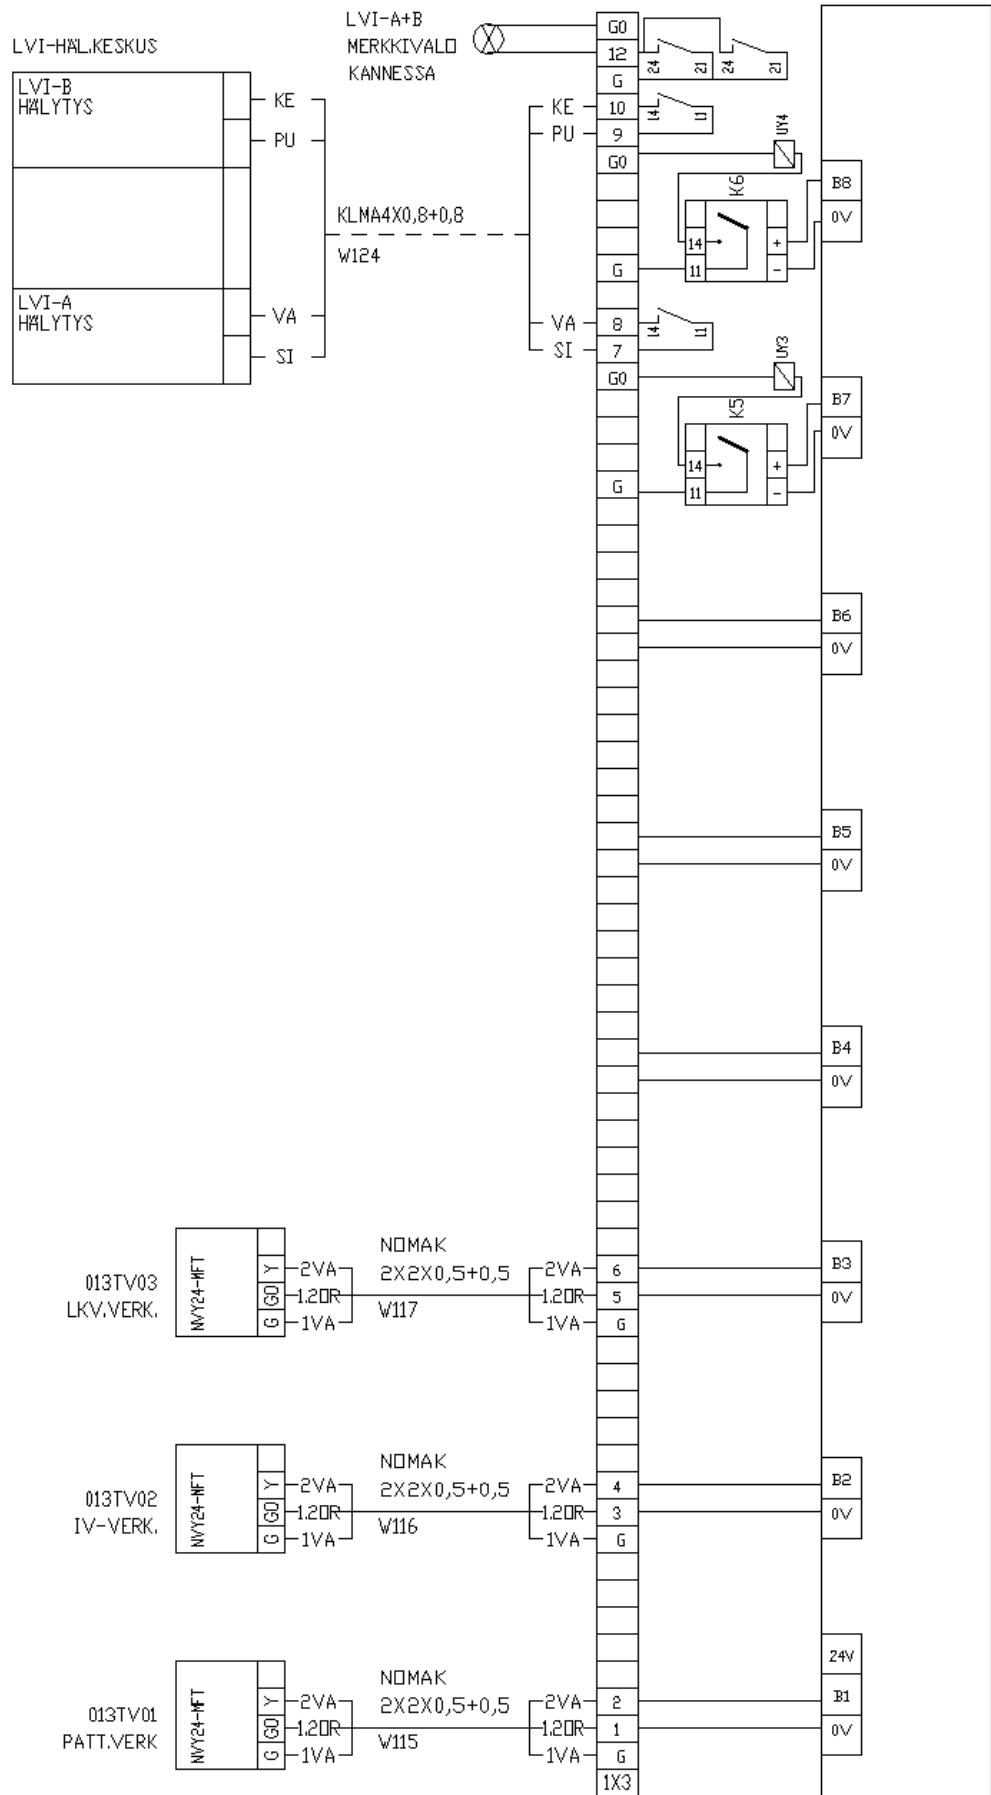 LVI-HÄL.KESKUS
LVI-B
HÄLYTYS
KE
PU
LVI-A
HÄLYTYS
VA
SI
KLMA4X0,8+0,8
W124
LVI-A+B
MERKKIVALO
KANNESSA
KE
PU
VA
SI
G0
12
G
10
9
G0
G
8
7
G0
G
24
21
24
21
14
11
UY4
K6
14
11
+
-
B8
0V
14
11
UY3
K5
14
11
+
-
B7
0V
B6
0V
B5
0V
B4
0V
013TV03
LKV.VERK.
NVY24-MFT
Y
G0
G
2VA
1.2OR
1VA
NOMAK
2X2X0,5+0,5
W117
2VA
1.2OR
1VA
6
5
G
B3
0V
013TV02
IV-VERK.
NVY24-MFT
Y
G0
G
2VA
1.2OR
1VA
NOMAK
2X2X0,5+0,5
W116
2VA
1.2OR
1VA
4
3
G
B2
0V
013TV01
PATT.VERK
NVY24-MFT
Y
G0
G
2VA
1.2OR
1VA
NOMAK
2X2X0,5+0,5
W115
2VA
1.2OR
1VA
2
1
G
1X3
24V
B1
0V